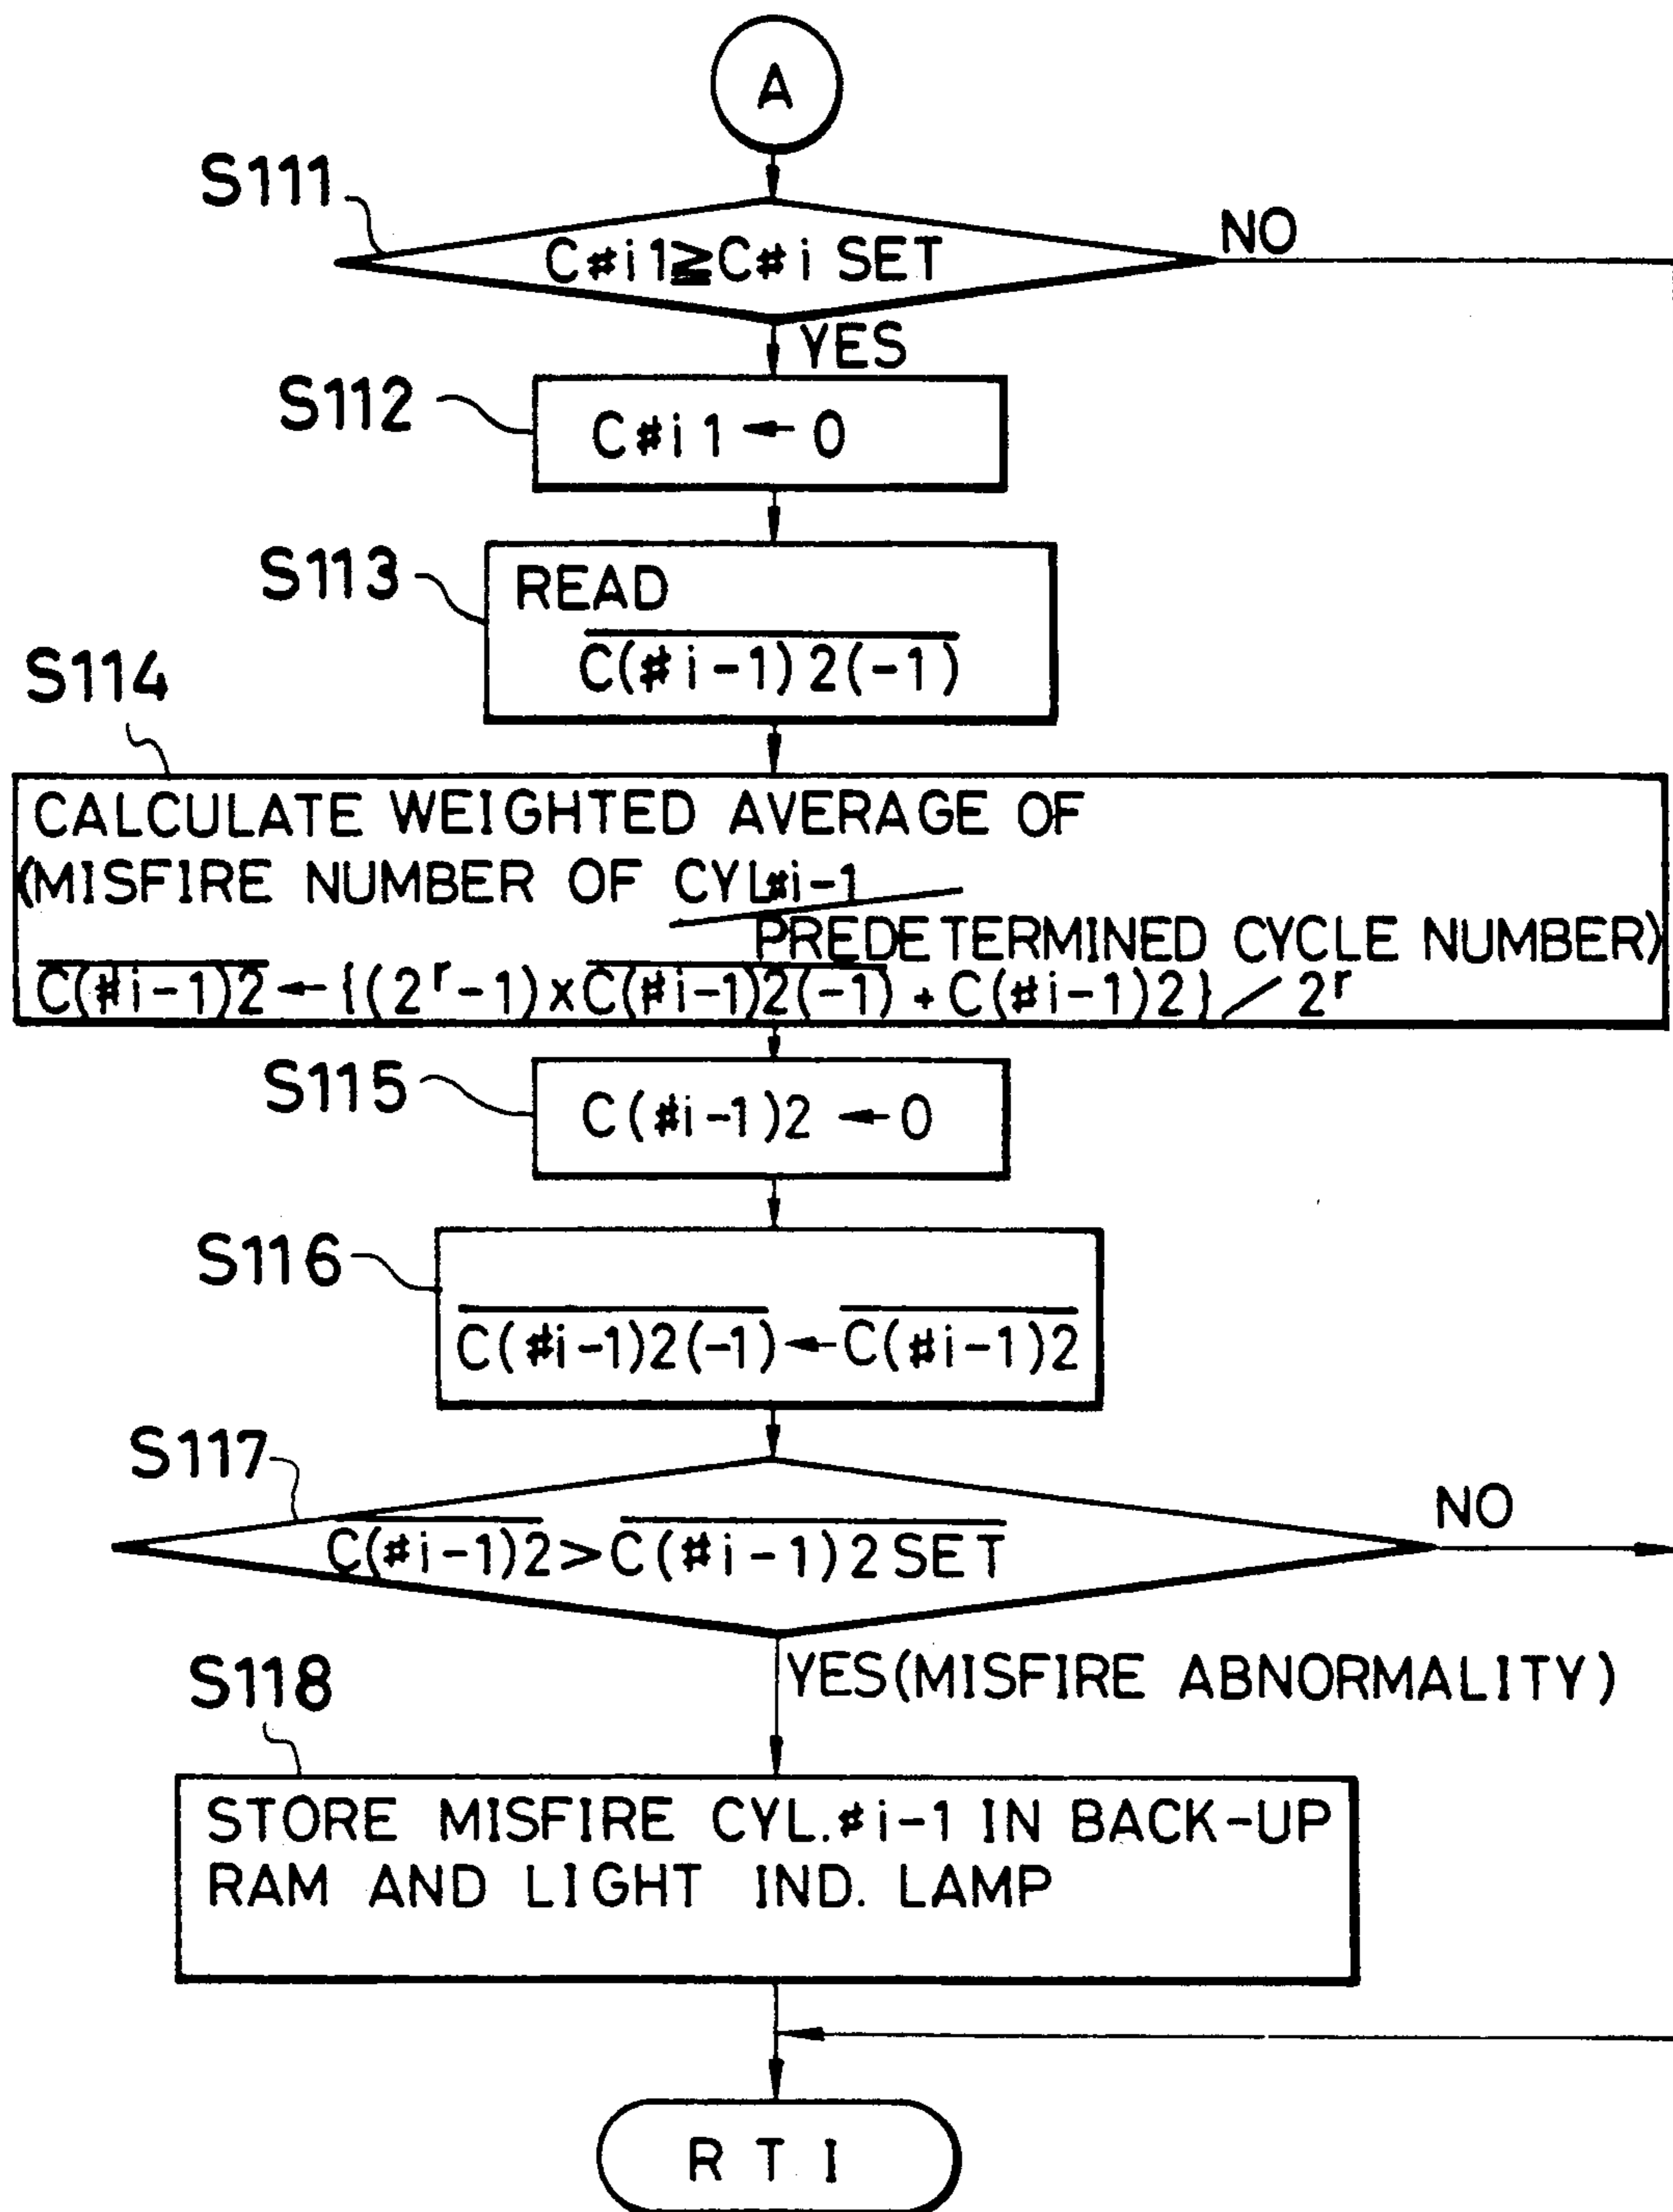 A
S111
C#i1≧C#i SET
NO
YES
S112
C#i1←0
S113
READ
C̅(̅#̅i̅-̅1̅)̅2̅(̅-̅1̅)̅
S114
CALCULATE WEIGHTED AVERAGE OF
(MISFIRE NUMBER OF CYL#i-1
PREDETERMINED CYCLE NUMBER)
C̅(̅#̅i̅-̅1̅)̅2̅←{(2ʳ-1)×C̅(̅#̅i̅-̅1̅)̅2̅(̅-̅1̅)̅+C(#i-1)2}/2ʳ
S115
C(#i-1)2←0
S116
C̅(̅#̅i̅-̅1̅)̅2̅(̅-̅1̅)̅←C̅(̅#̅i̅-̅1̅)̅2̅
S117
C̅(̅#̅i̅-̅1̅)̅2̅>C̅(̅#̅i̅-̅1̅)̅2̅S̅E̅T̅
NO
YES(MISFIRE ABNORMALITY)
S118
STORE MISFIRE CYL.#i-1 IN BACK-UP
RAM AND LIGHT IND. LAMP
RTI